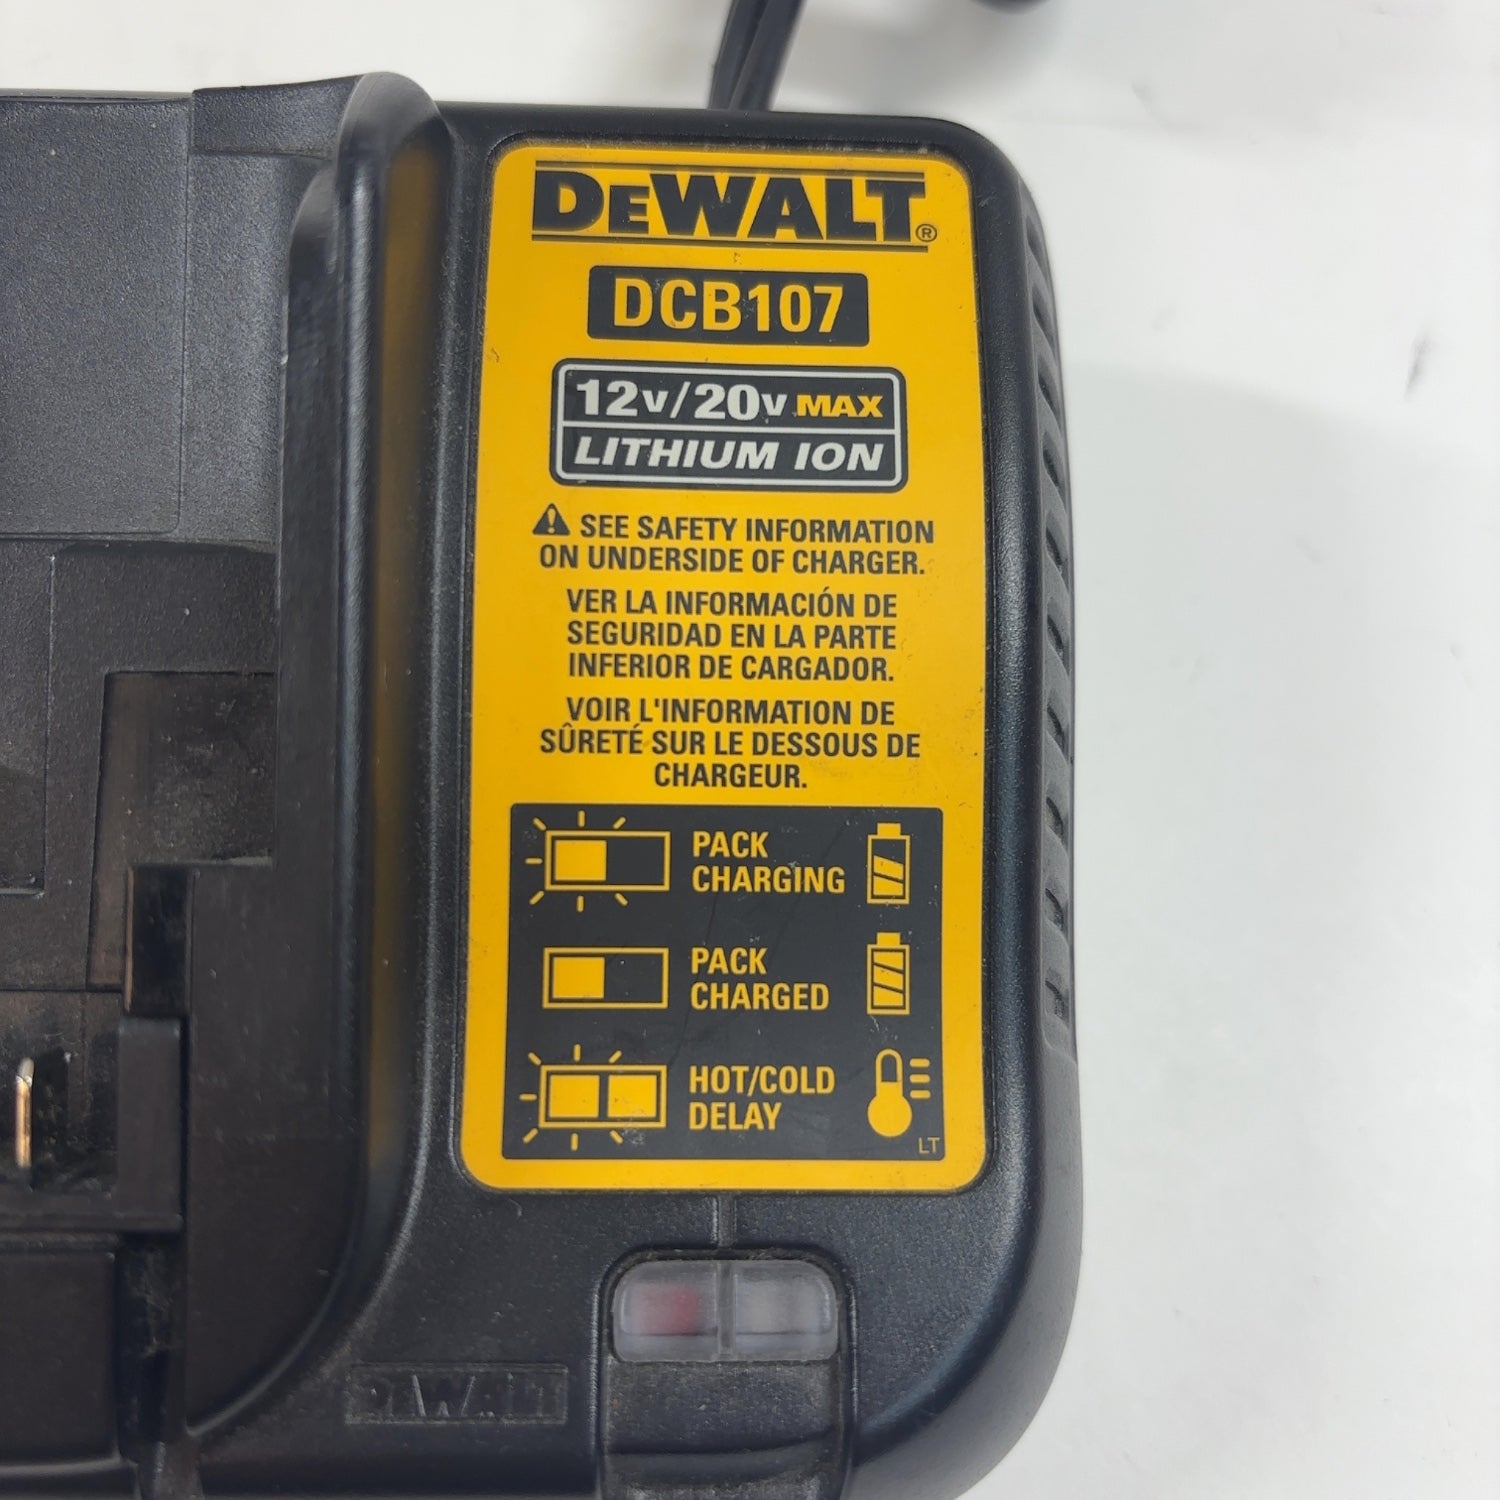 DEWALT®
DCB107
12V/20V MAX
LITHIUM ION
SEE SAFETY INFORMATION
ON UNDERSIDE OF CHARGER.
VER LA INFORMACIÓN DE
SEGURIDAD EN LA PARTE
INFERIOR DE CARGADOR.
VOIR L'INFORMATION DE
SÛRETÉ SUR LE DESSOUS DE
CHARGEUR.
PACK
CHARGING
PACK
CHARGED
HOT/COLD
DELAY
LT
DEWALT